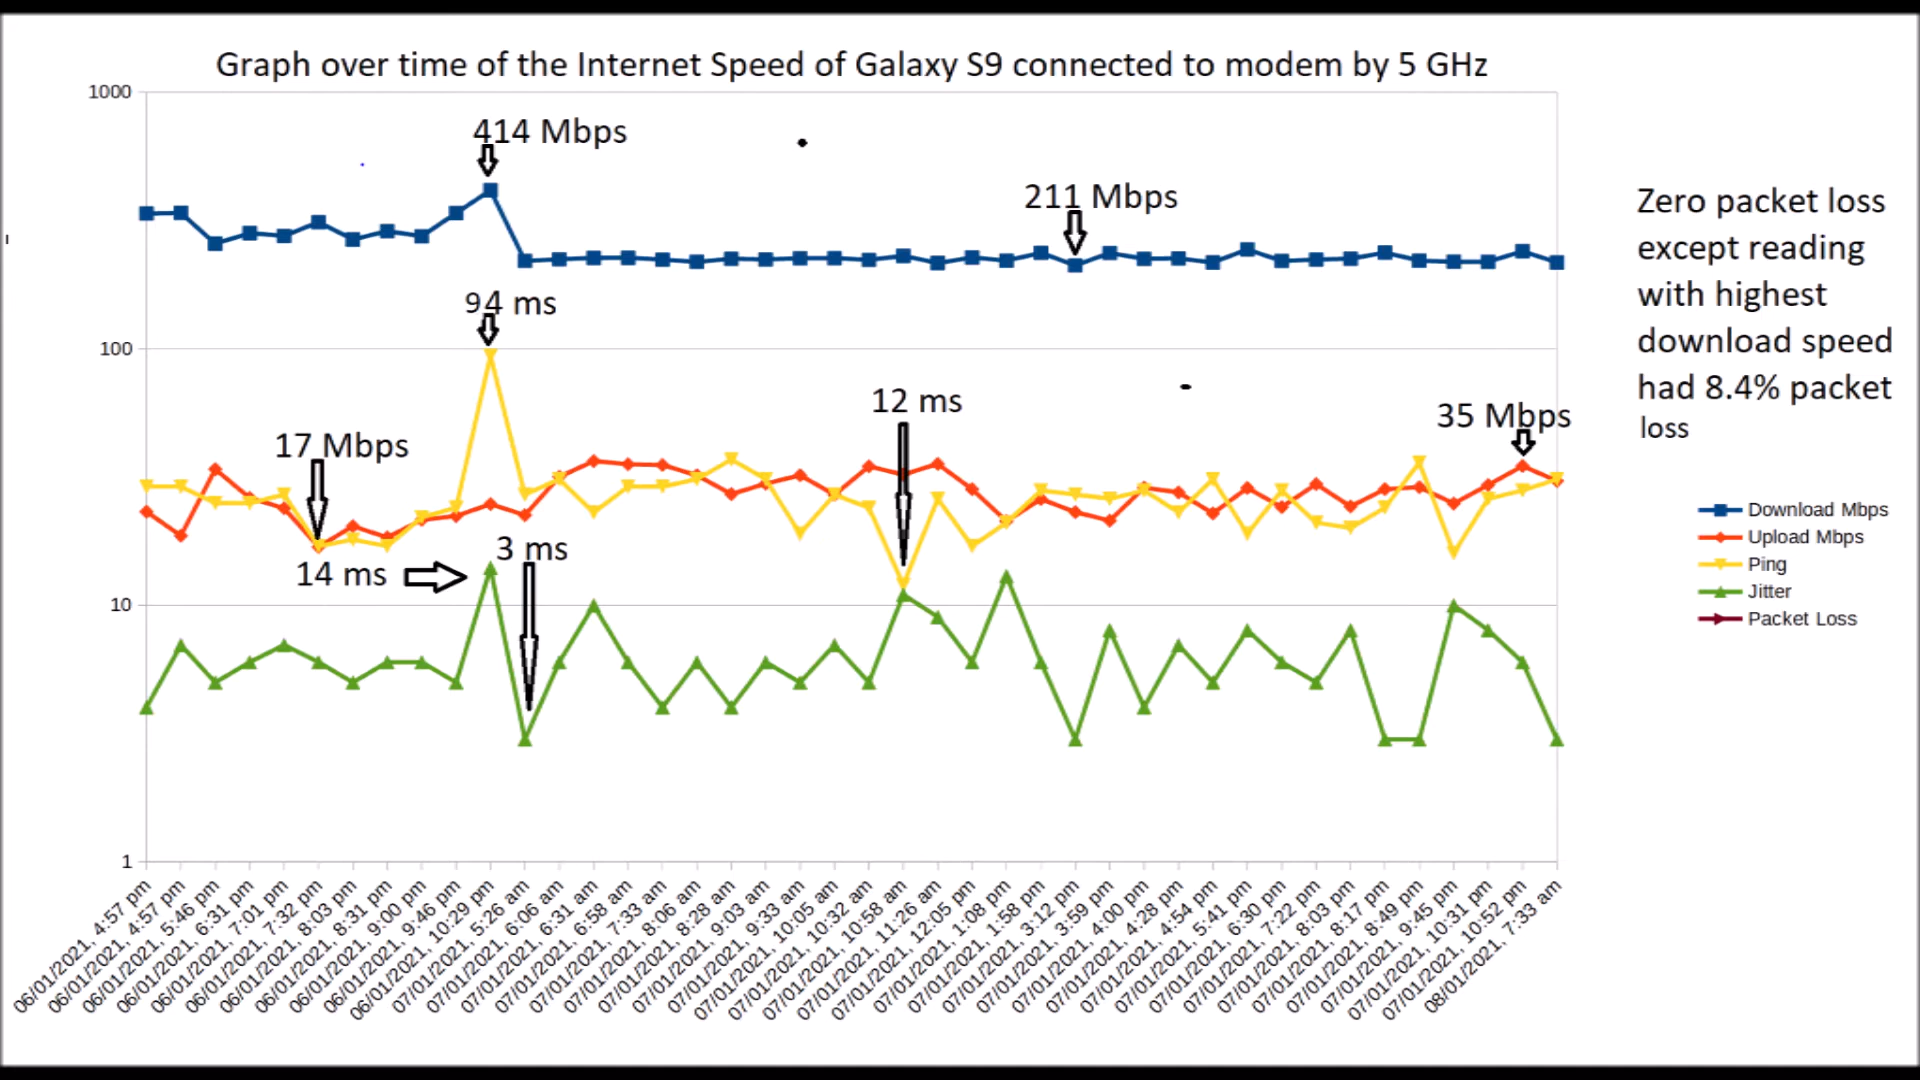 Graph over time of the Internet Speed of Galaxy S9 connected to modem by 5 GHz
1000
414 Mbps
211 Mbps
94 ms
100
12 ms
35 Mbps
17 Mbps
3 ms
14 ms
10
1
Zero packet loss
except reading
with highest
download speed
had 8.4% packet
loss
Download Mbps
Upload Mbps
Ping
Jitter
Packet Loss
06/01/2021, 4:57 pm
06/01/2021, 4:57 pm
06/01/2021, 5:46 pm
06/01/2021, 6:31 pm
06/01/2021, 7:01 pm
06/01/2021, 7:32 pm
06/01/2021, 8:03 pm
06/01/2021, 8:31 pm
06/01/2021, 9:00 pm
06/01/2021, 9:46 pm
06/01/2021, 10:29 pm
07/01/2021, 5:26 am
07/01/2021, 6:06 am
07/01/2021, 6:31 am
07/01/2021, 6:58 am
07/01/2021, 7:33 am
07/01/2021, 8:06 am
07/01/2021, 8:28 am
07/01/2021, 9:03 am
07/01/2021, 9:33 am
07/01/2021, 10:05 am
07/01/2021, 10:32 am
07/01/2021, 10:58 am
07/01/2021, 11:26 am
07/01/2021, 12:05 pm
07/01/2021, 1:08 pm
07/01/2021, 1:58 pm
07/01/2021, 3:12 pm
07/01/2021, 3:59 pm
07/01/2021, 4:00 pm
07/01/2021, 4:28 pm
07/01/2021, 4:54 pm
07/01/2021, 5:41 pm
07/01/2021, 6:30 pm
07/01/2021, 7:22 pm
07/01/2021, 8:03 pm
07/01/2021, 8:17 pm
07/01/2021, 8:49 pm
07/01/2021, 9:45 pm
07/01/2021, 10:31 pm
07/01/2021, 10:52 pm
08/01/2021, 7:33 am